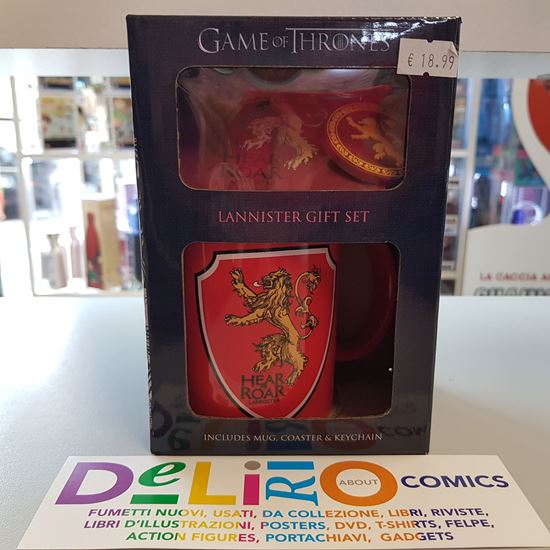 GAME OF THRONES
€ 18.99
HEAR
ROAR
LANNISTER GIFT SET
HEAR
ME
ROAR
LANNISTER
INCLUDES MUG, COASTER & KEYCHAIN
LA CACCIA
DeLiRiO
ABOUT
COMICS
FUMETTI NUOVI, USATI, DA COLLEZIONE, LIBRI, RIVISTE,
LIBRI D'ILLUSTRAZIONI, POSTERS, DVD, T-SHIRTS, FELPE,
ACTION FIGURES, PORTACHIAVI, GADGETS